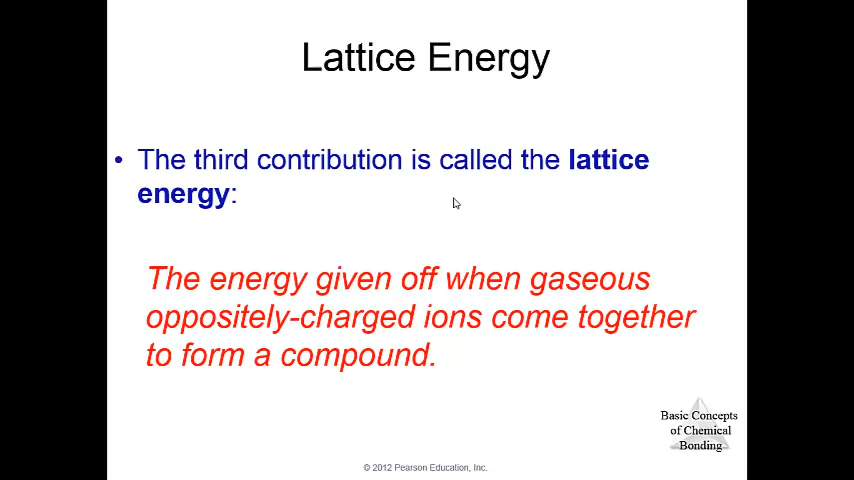 Lattice Energy
• The third contribution is called the lattice
energy:
The energy given off when gaseous
oppositely-charged ions come together
to form a compound.
Basic Concepts
of Chemical
Bonding
© 2012 Pearson Education, Inc.